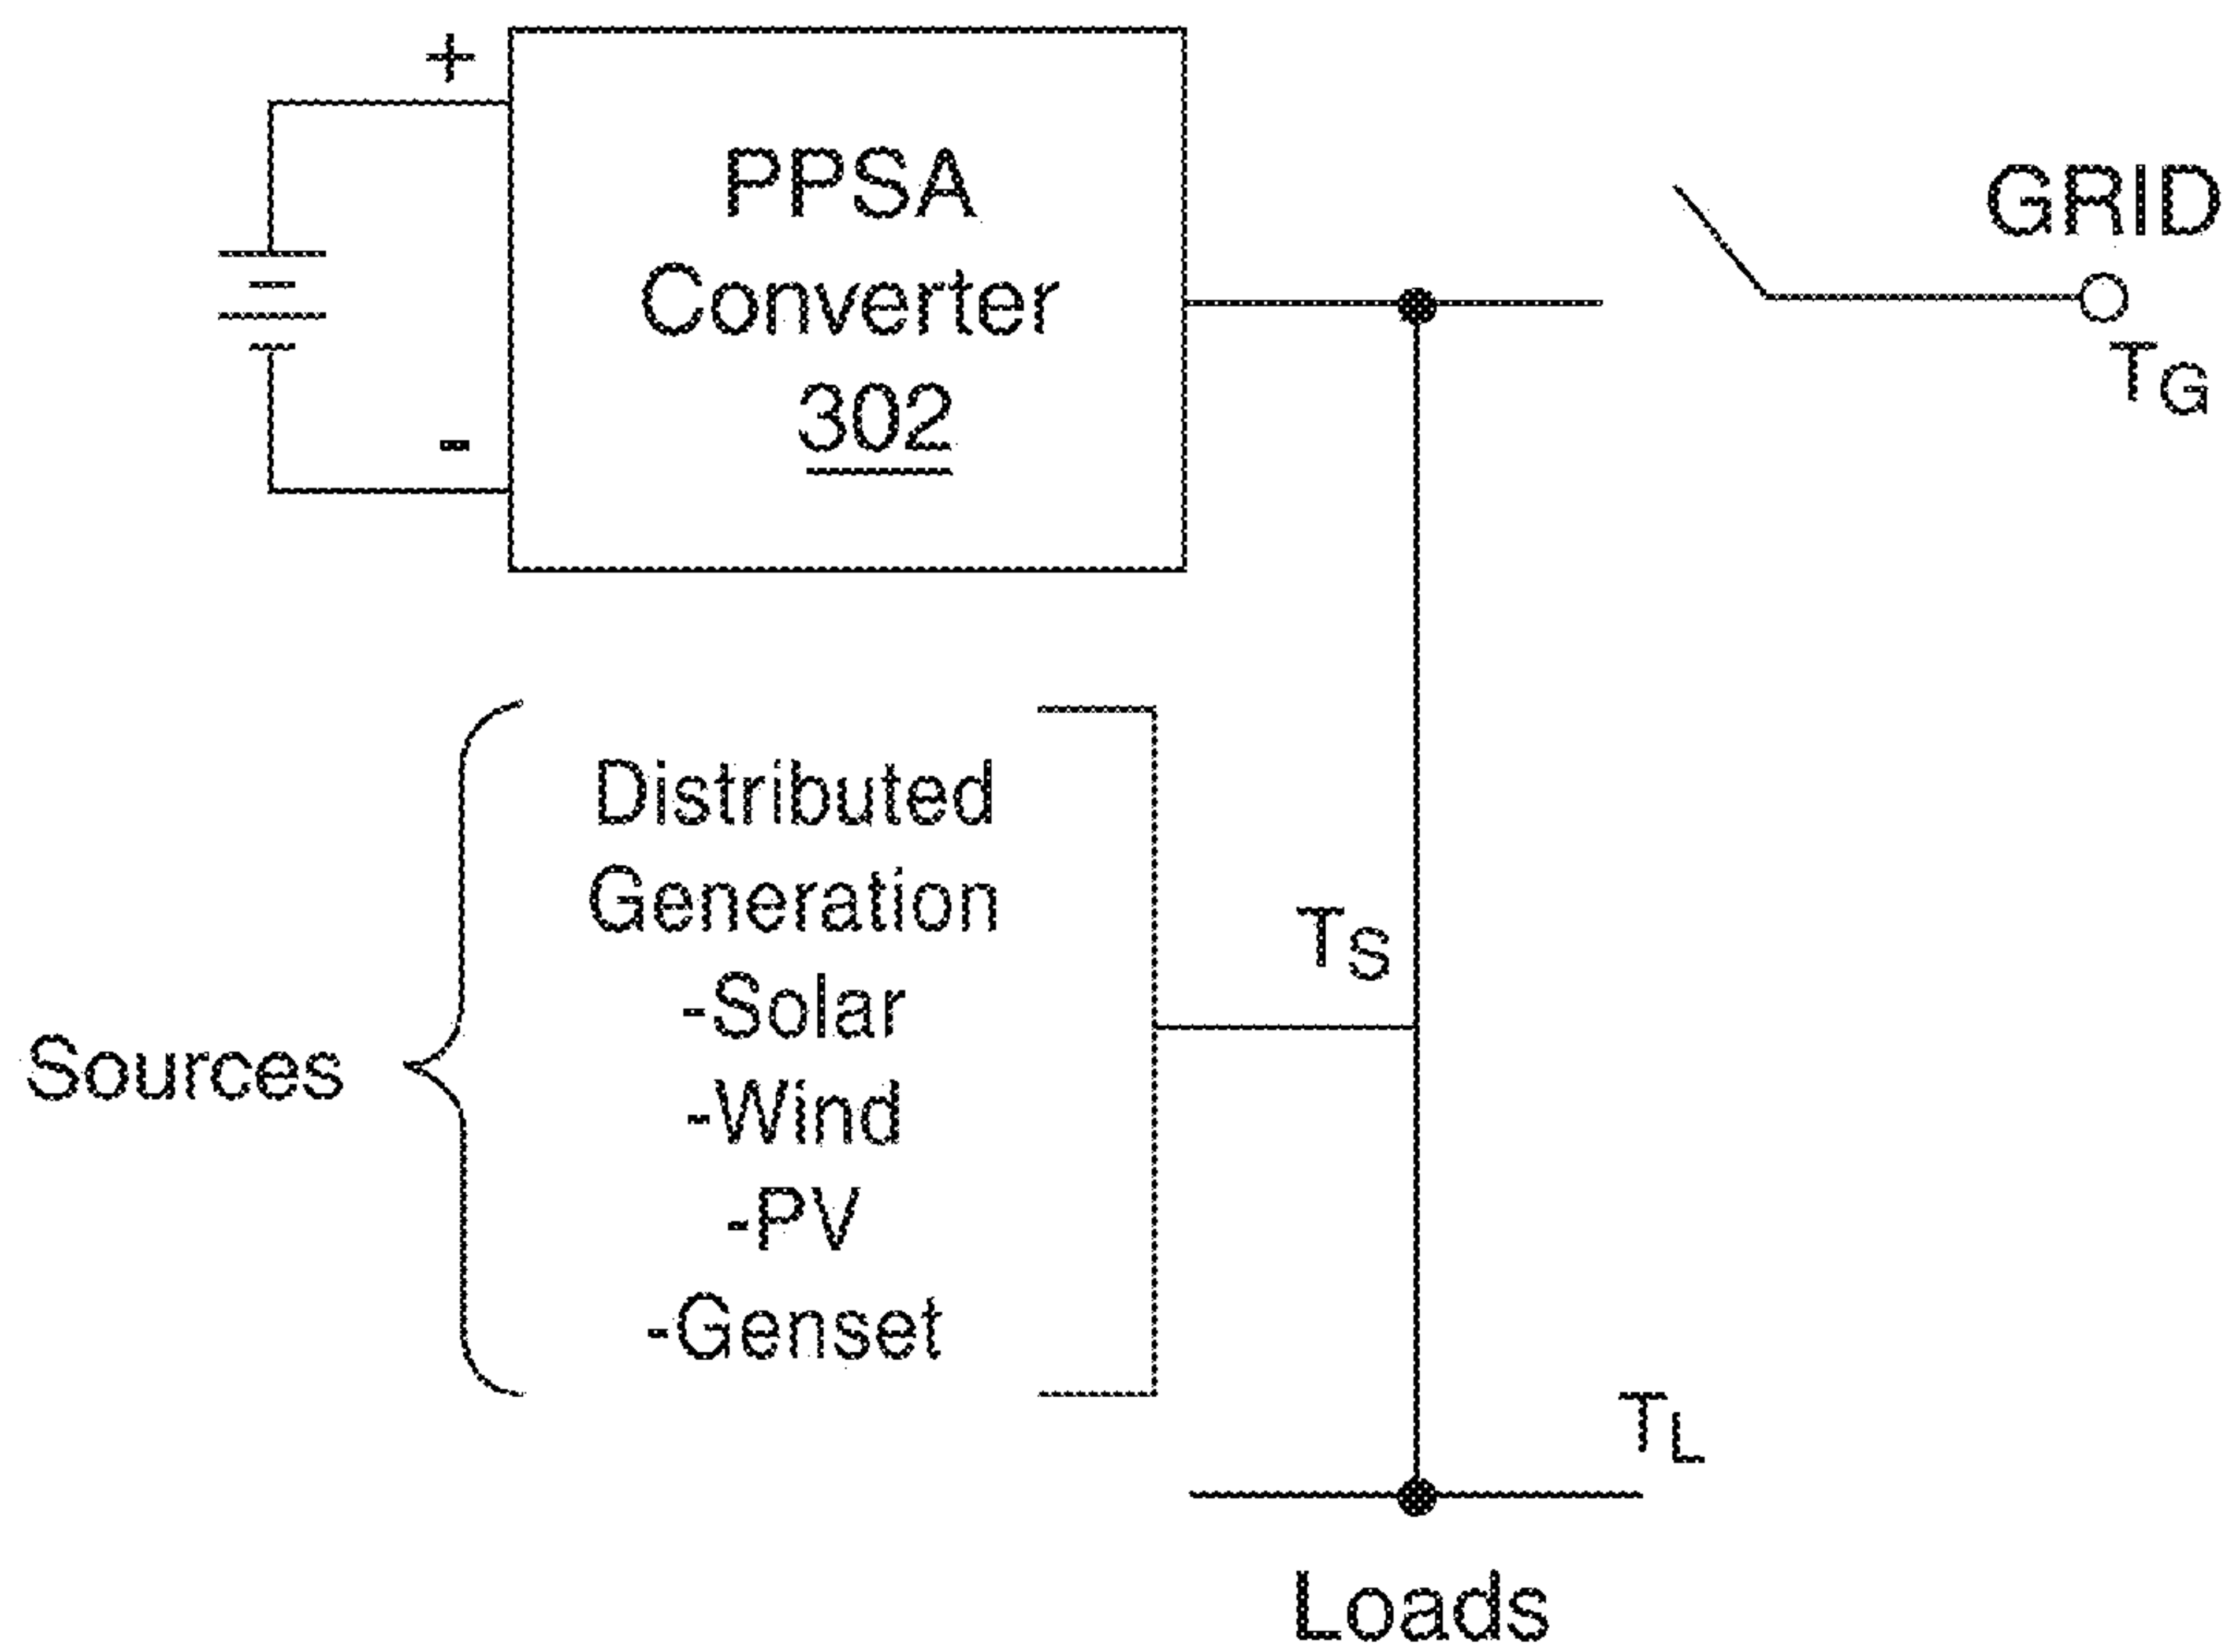 +
PPSA
Converter
302
-
GRID
TG
Distributed
Generation
-Solar
-Wind
-PV
-Genset
Sources
TS
TL
Loads